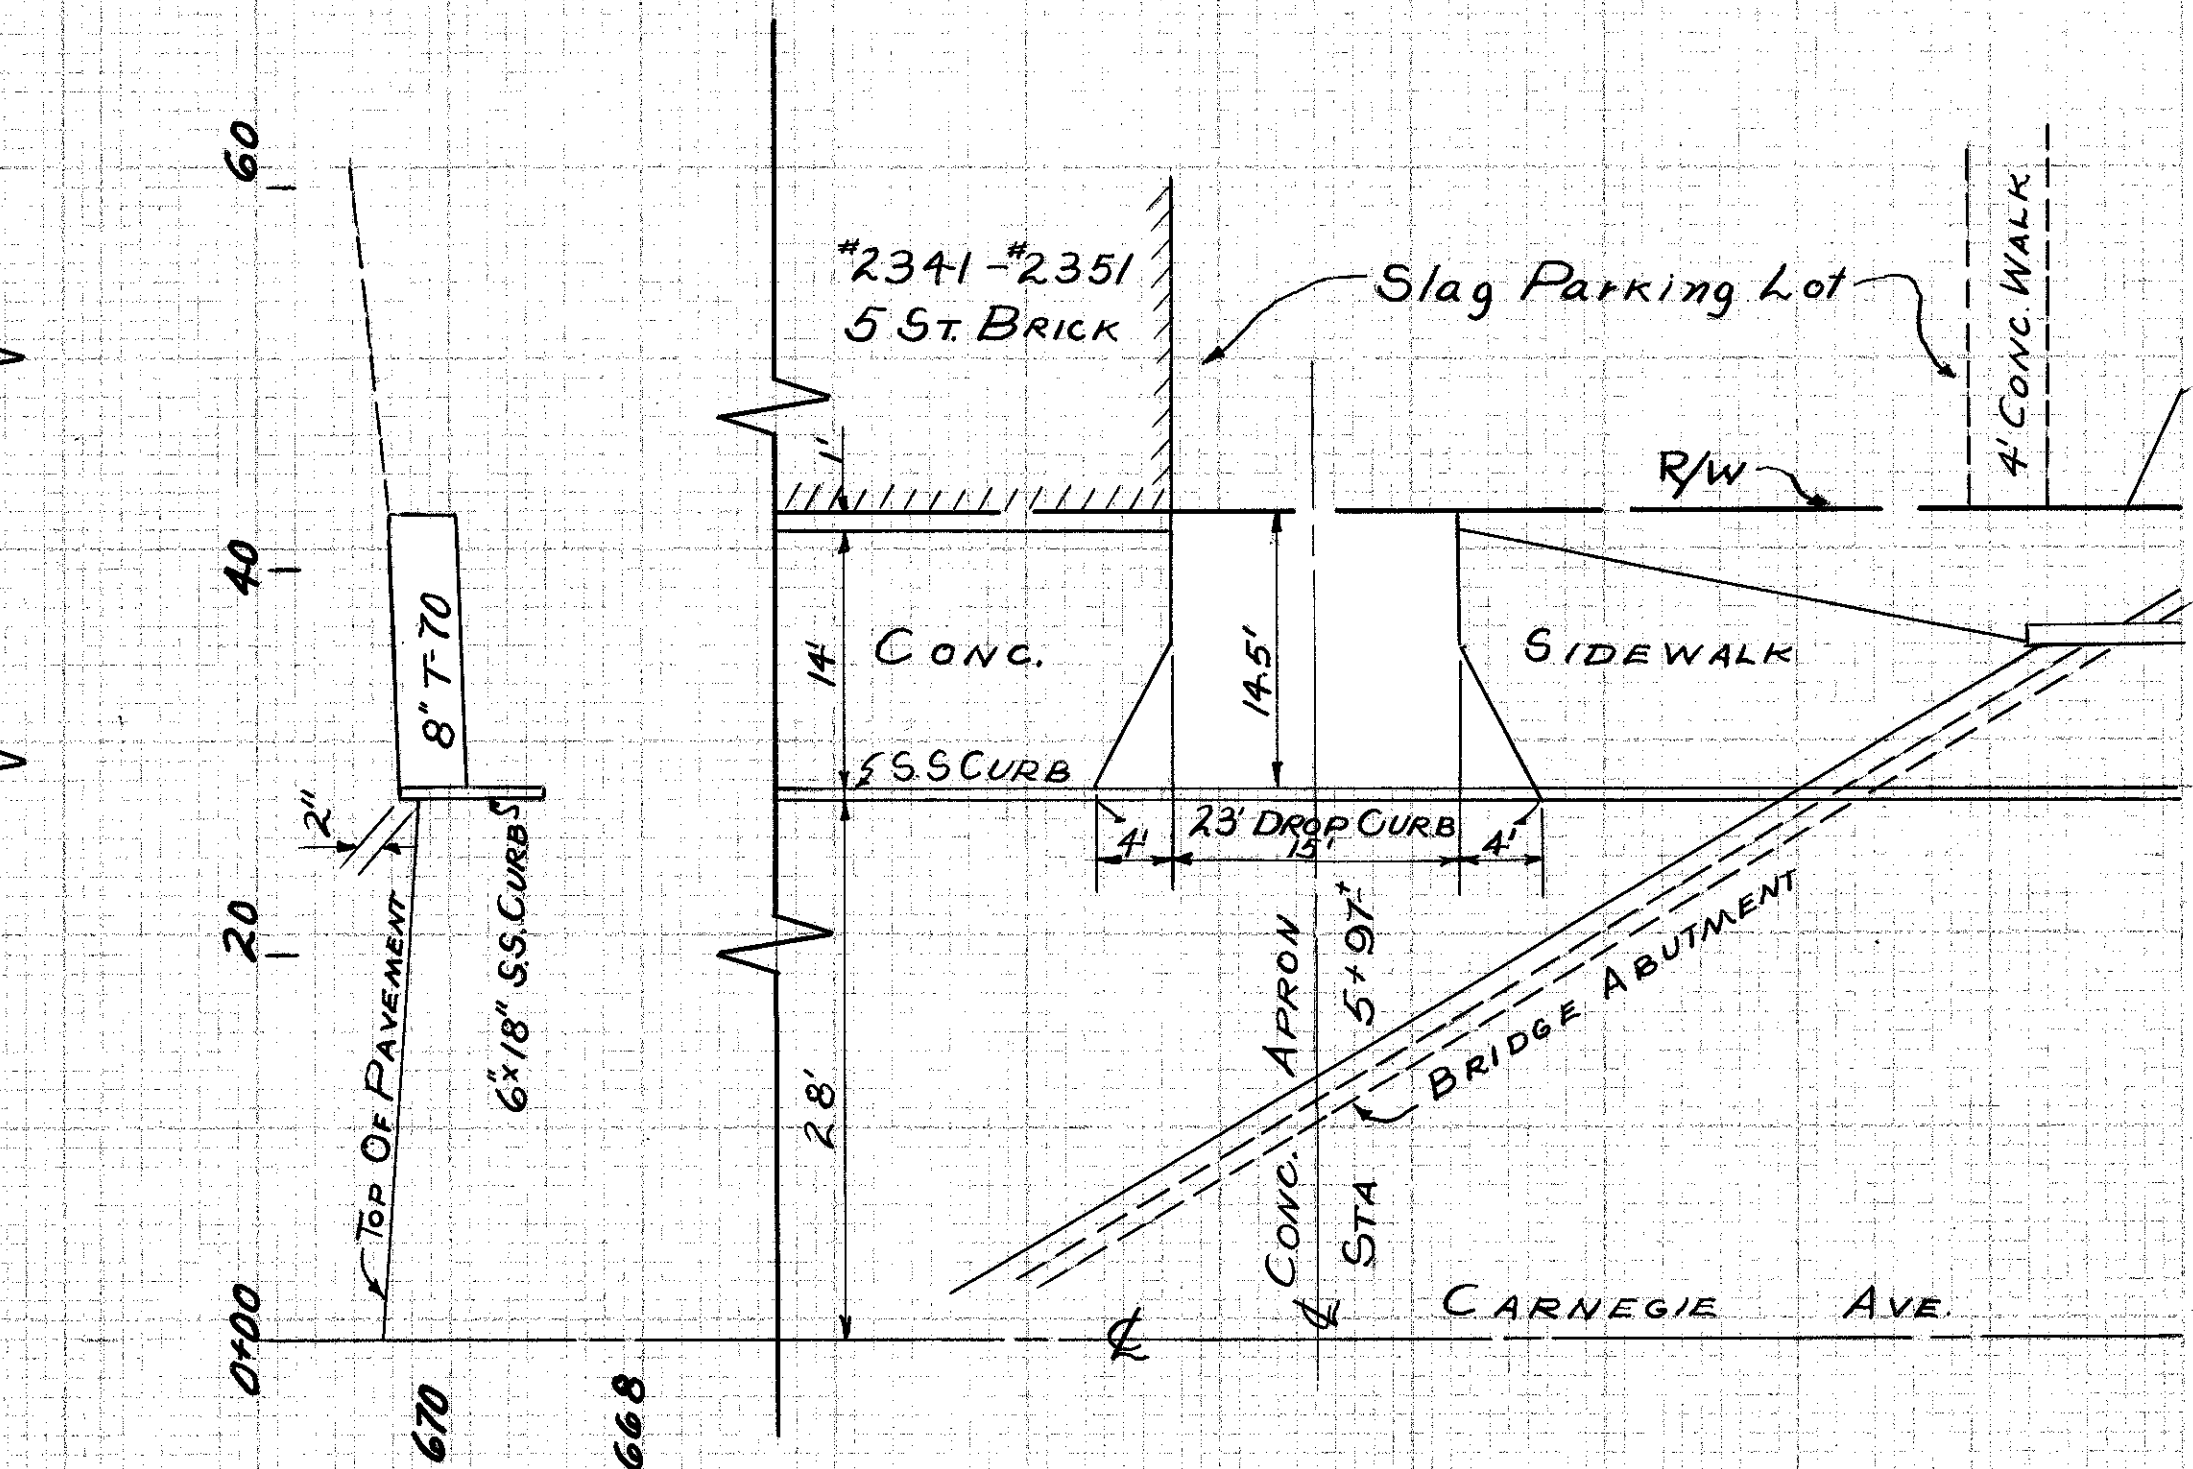 60
40
20
0+00
670
668
8" T-70
2"
TOP OF PAVEMENT
6"x18" S.S. CURB
#2341-#2351
5 ST. BRICK
Slag Parking Lot
4' CONC. WALK
R/W
1'
14'
CONC.
14.5'
SIDEWALK
S.S CURB
23' DROP CURB
4'
15'
4'
28'
CONC. APRON
STA 5+97±
BRIDGE ABUTMENT
℄
℄
CARNEGIE AVE.